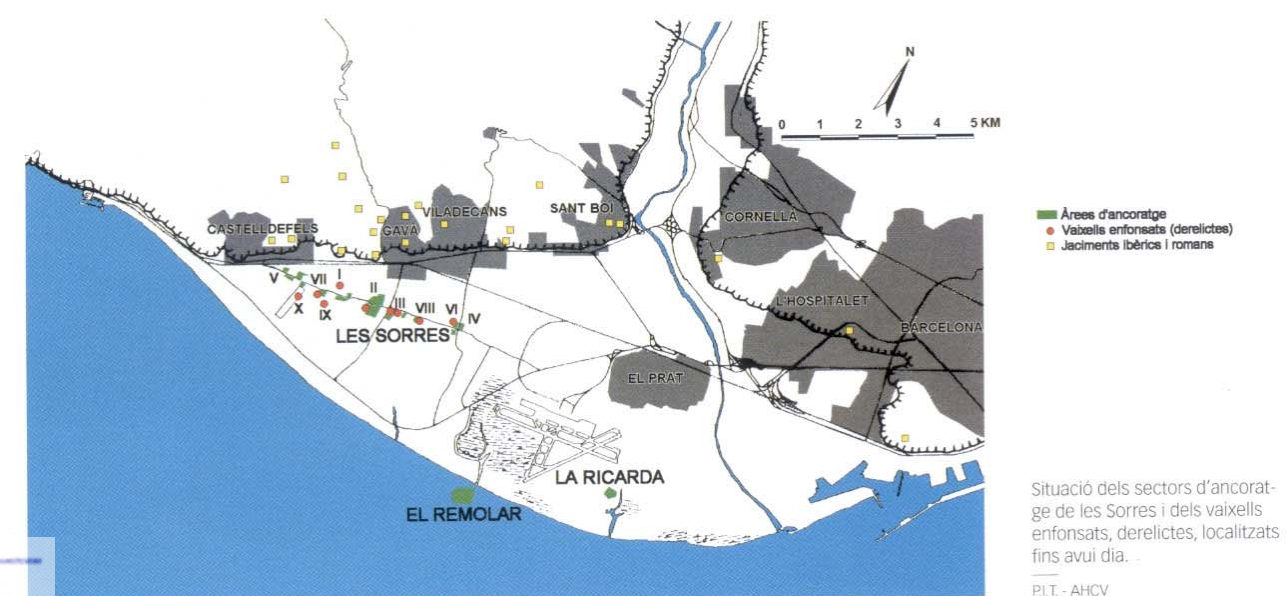 N
0 1 2 3 4 5 KM
CASTELLDEFELS
GAVÀ
VILADECANS
SANT BOI
CORNELLA
L'HOSPITALET
BARCELONA
V
VII
I
II
X
IX
III
VIII
VI
IV
LES SORRES
EL PRAT
LA RICARDA
EL REMOLAR
Àrees d'ancoratge
Vaixells enfonsats (derelictes)
Jaciments ibèrics i romans
Situació dels sectors d'ancorat-
ge de les Sorres i dels vaixells
enfonsats, derelictes, localitzats
fins avui dia.
P.I.T. - AHCV